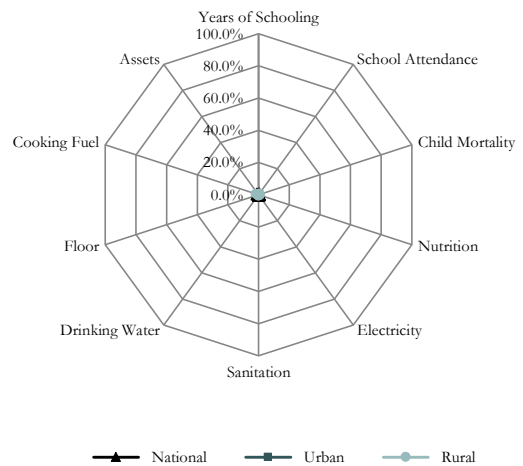 Years of Schooling
100.0%
Assets
School Attendance
80.0%
60.0%
40.0%
Cooking Fuel
Child Mortality
20.0%
0.0%
Floor
Nutrition
Drinking Water
Electricity
Sanitation
National Urban Rural